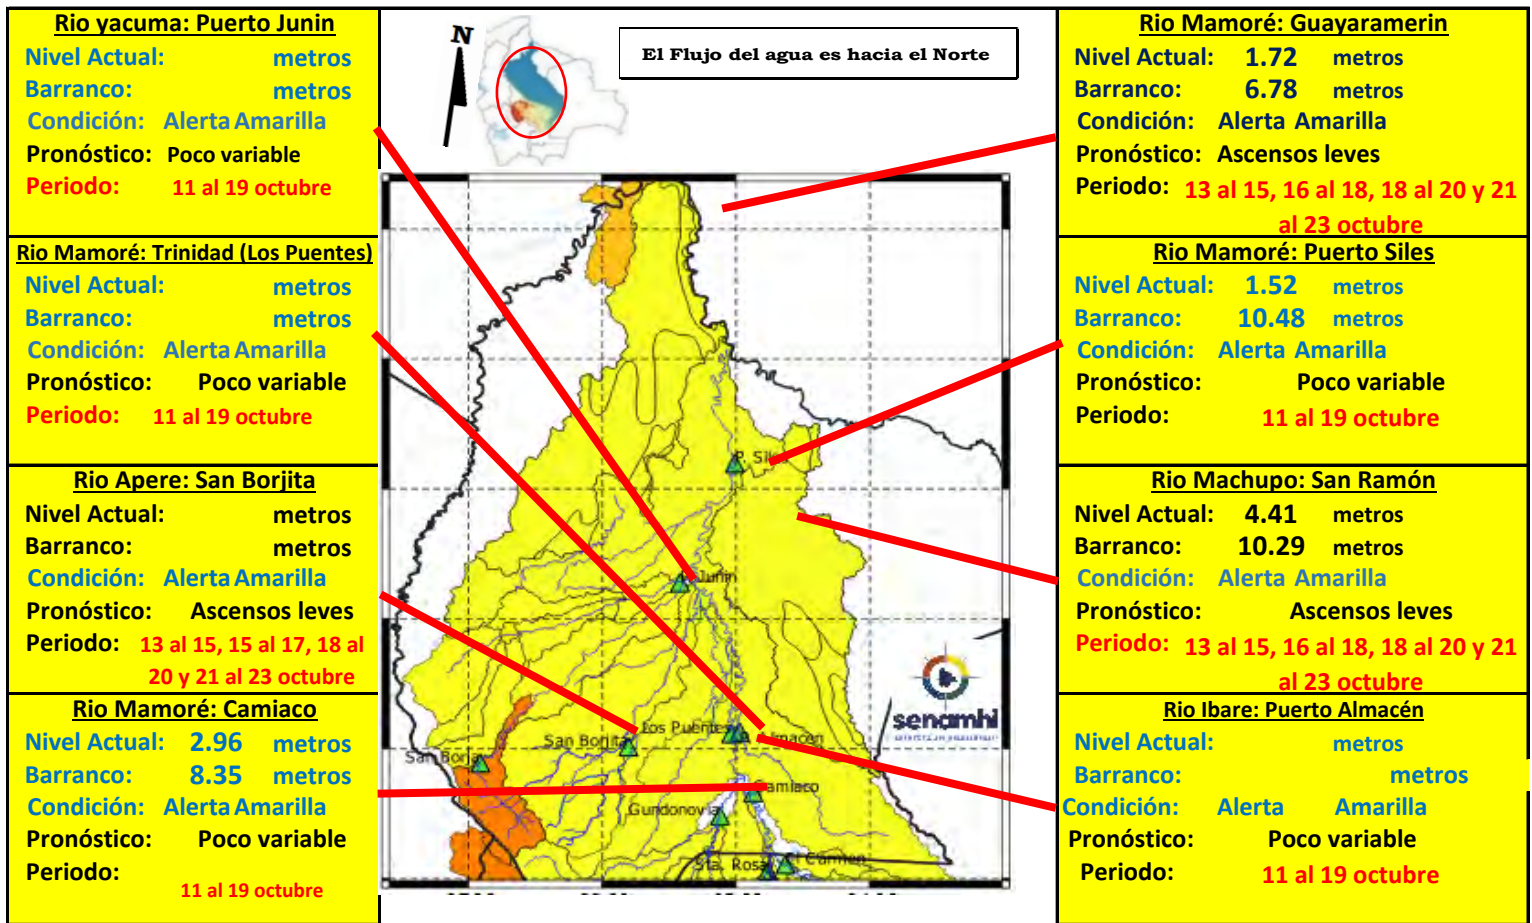 Rio yacuma: Puerto Junin
Nivel Actual: metros
Barranco: metros
Condición: Alerta Amarilla
Pronóstico: Poco variable
Periodo: 11 al 19 octubre
Rio Mamoré: Trinidad (Los Puentes)
Nivel Actual: metros
Barranco: metros
Condición: Alerta Amarilla
Pronóstico: Poco variable
Periodo: 11 al 19 octubre
Rio Apere: San Borjita
Nivel Actual: metros
Barranco: metros
Condición: Alerta Amarilla
Pronóstico: Ascensos leves
Periodo: 13 al 15, 15 al 17, 18 al
20 y 21 al 23 octubre
Rio Mamoré: Camiaco
Nivel Actual: 2.96 metros
Barranco: 8.35 metros
Condición: Alerta Amarilla
Pronóstico: Poco variable
Periodo:
11 al 19 octubre
N
El Flujo del agua es hacia el Norte
P. Siles
Junin
Los Puentes
P. Almacen
San Borjita
San Borja
Camiaco
Gundonovia
Sta. Rosa
El Carmen
senamhi
Rio Mamoré: Guayaramerin
Nivel Actual: 1.72 metros
Barranco: 6.78 metros
Condición: Alerta Amarilla
Pronóstico: Ascensos leves
Periodo: 13 al 15, 16 al 18, 18 al 20 y 21
al 23 octubre
Rio Mamoré: Puerto Siles
Nivel Actual: 1.52 metros
Barranco: 10.48 metros
Condición: Alerta Amarilla
Pronóstico: Poco variable
Periodo: 11 al 19 octubre
Rio Machupo: San Ramón
Nivel Actual: 4.41 metros
Barranco: 10.29 metros
Condición: Alerta Amarilla
Pronóstico: Ascensos leves
Periodo: 13 al 15, 16 al 18, 18 al 20 y 21
al 23 octubre
Rio Ibare: Puerto Almacén
Nivel Actual: metros
Barranco: metros
Condición: Alerta Amarilla
Pronóstico: Poco variable
Periodo: 11 al 19 octubre